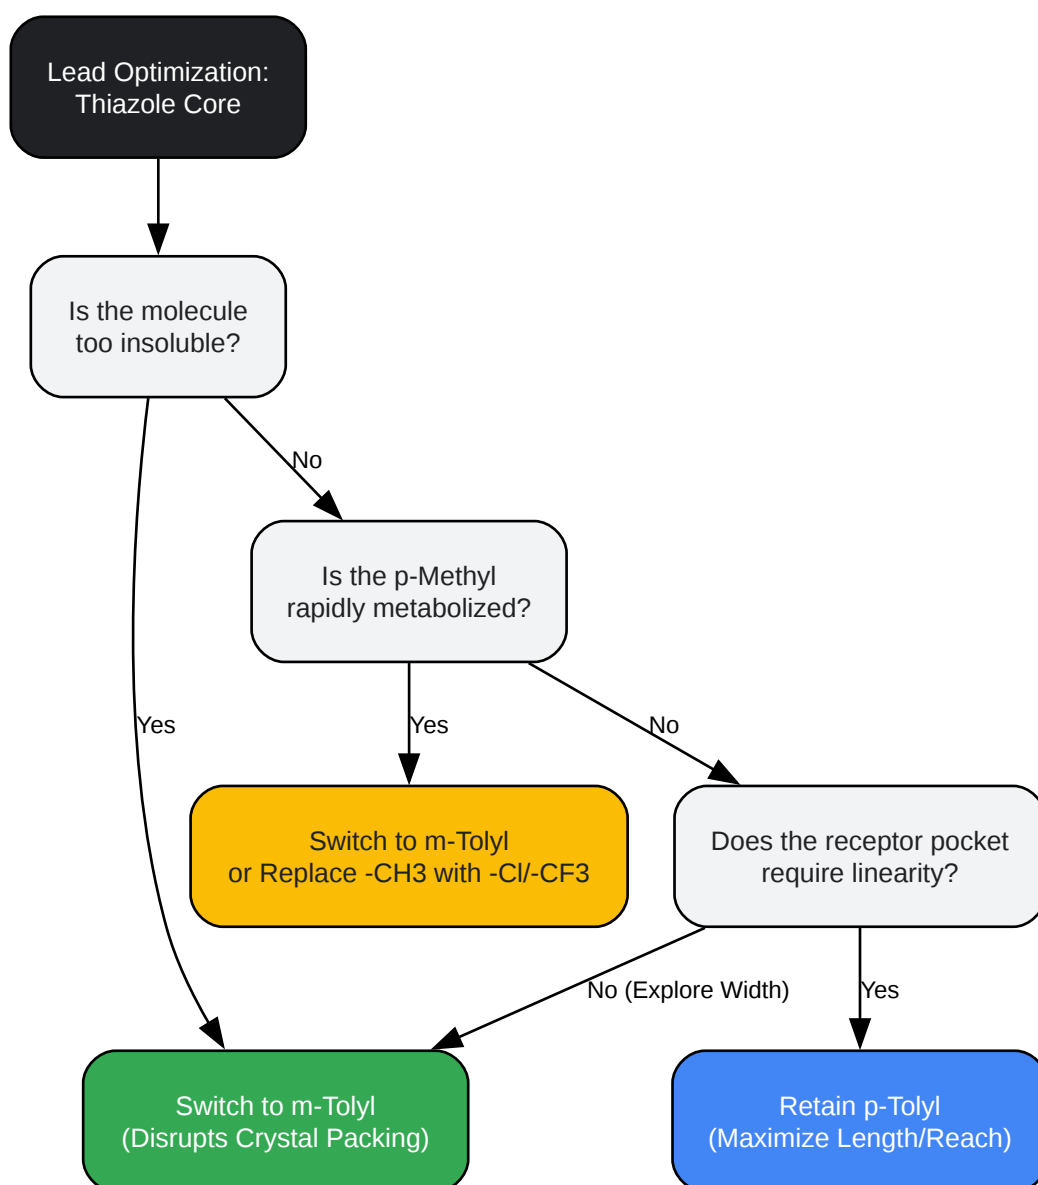 Lead Optimization:
Thiazole Core
Is the molecule
too insoluble?
No
Is the p-Methyl
rapidly metabolized?
Yes
Yes
No
Switch to m-Tolyl
or Replace -CH3 with -Cl/-CF3
Does the receptor pocket
require linearity?
No (Explore Width)
Yes
Switch to m-Tolyl
(Disrupts Crystal Packing)
Retain p-Tolyl
(Maximize Length/Reach)